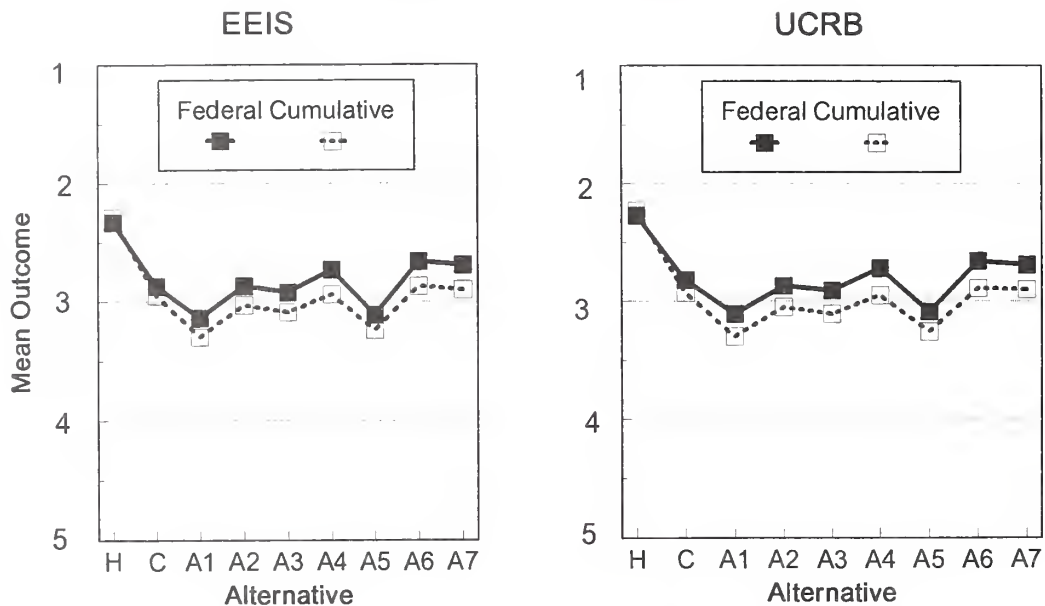 EEIS
UCRB
Federal Cumulative
Federal Cumulative
Mean Outcome
1
2
3
4
5
H C A1 A2 A3 A4 A5 A6 A7
Alternative
1
2
3
4
5
H C A1 A2 A3 A4 A5 A6 A7
Alternative